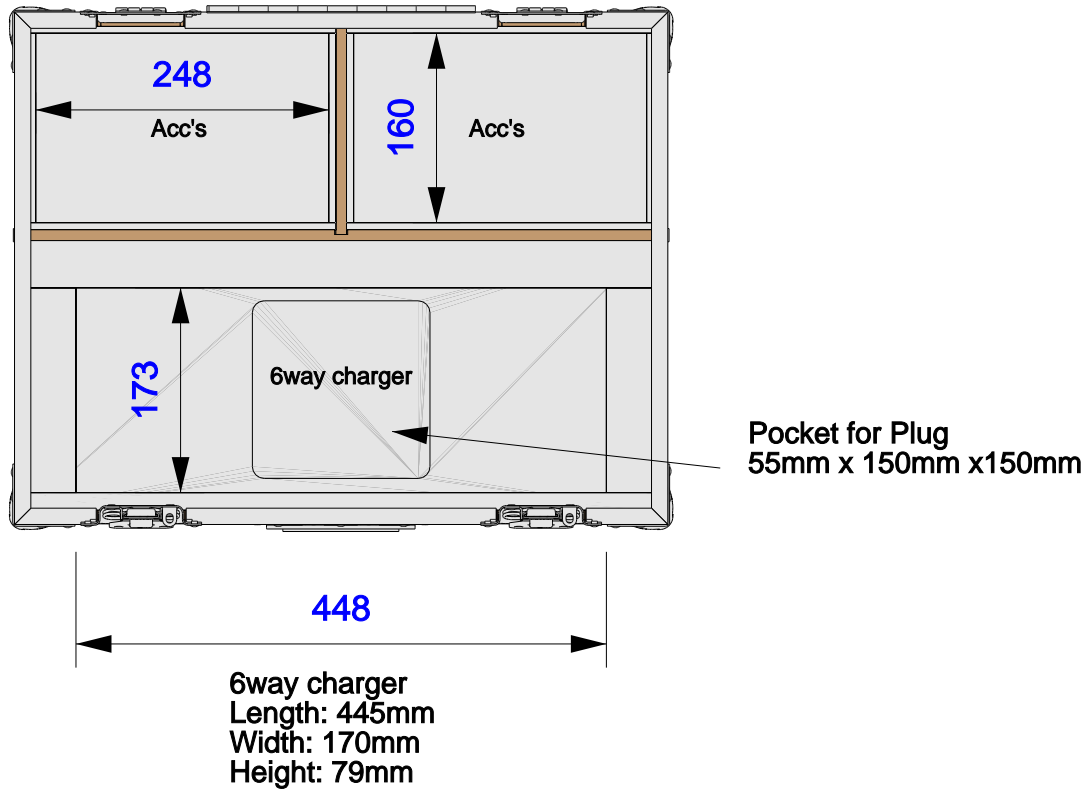 248
Acc's
160
Acc's
173
6way charger
Pocket for Plug
55mm x 150mm x150mm
448
6way charger
Length: 445mm
Width: 170mm
Height: 79mm